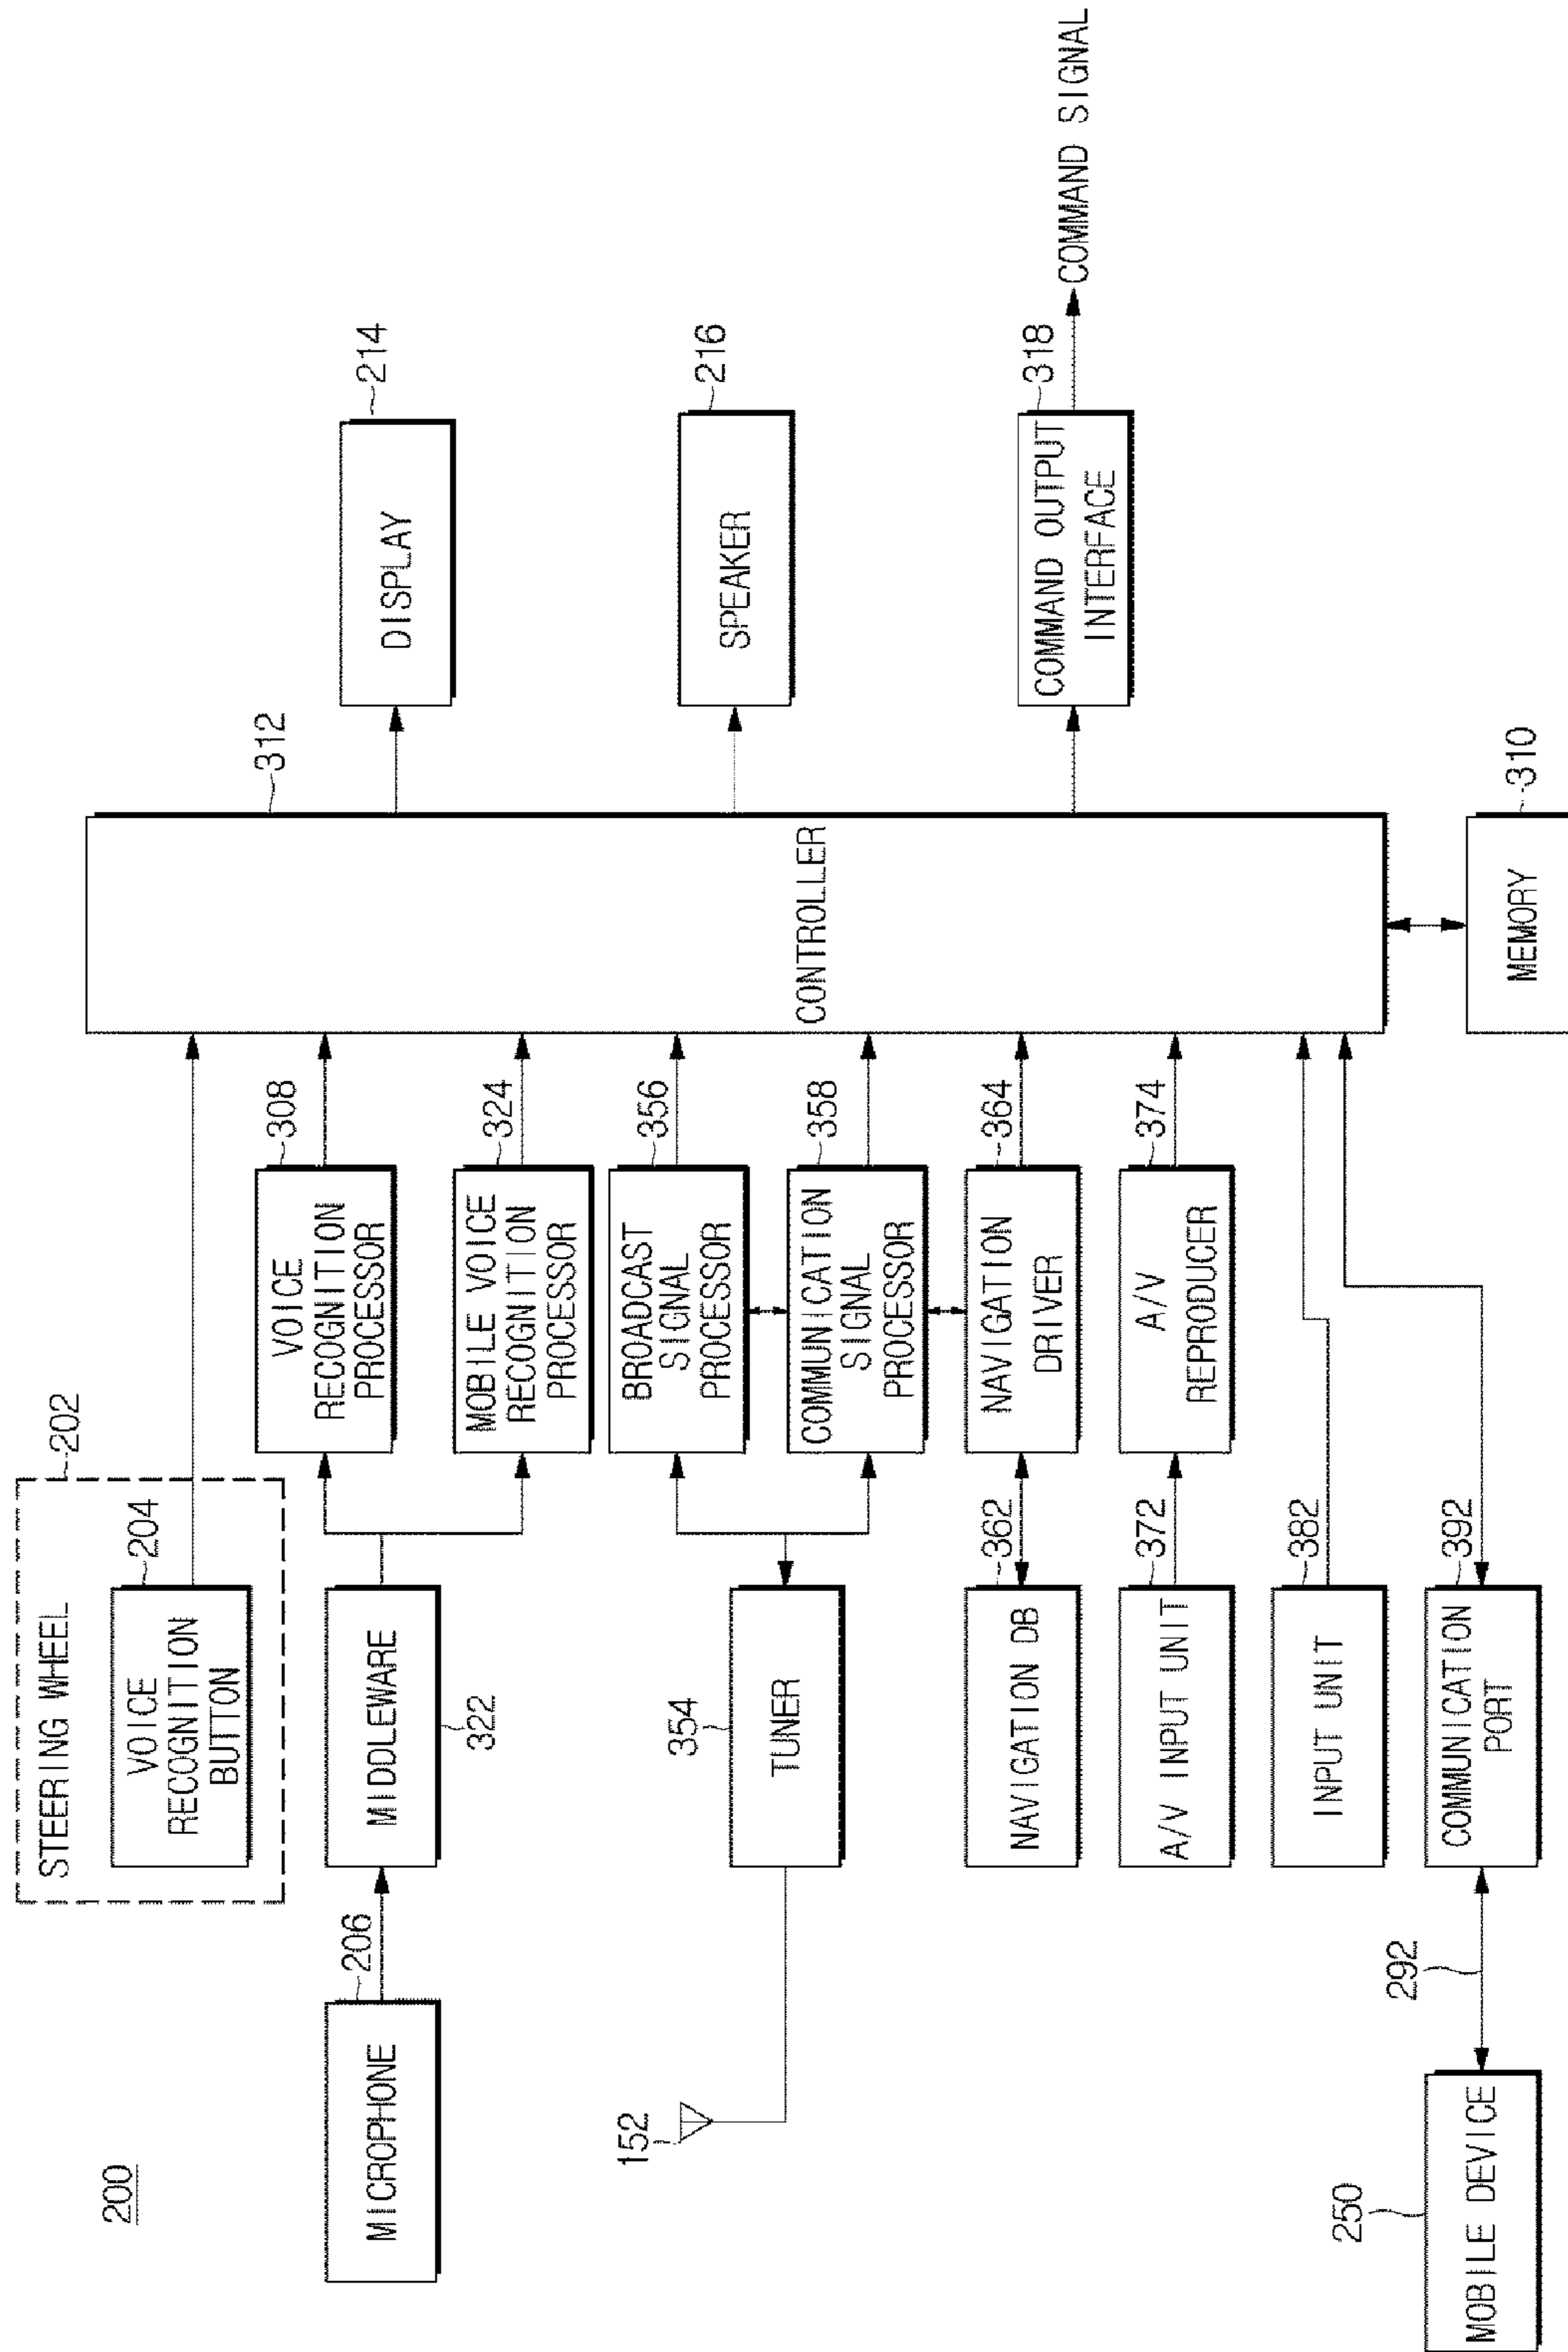 200
STEERING WHEEL
202
VOICE
RECOGNITION
BUTTON
204
MICROPHONE
206
MIDDLEWARE
322
VOICE
RECOGNITION
PROCESSOR
308
MOBILE VOICE
RECOGNITION
PROCESSOR
324
152
TUNER
354
BROADCAST
SIGNAL
PROCESSOR
356
COMMUNICATION
SIGNAL
PROCESSOR
358
NAVIGATION DB
362
NAVIGATION
DRIVER
364
A/V INPUT UNIT
372
A/V
REPRODUCER
374
INPUT UNIT
382
MOBILE DEVICE
250
292
COMMUNICATION
PORT
392
CONTROLLER
312
MEMORY
310
DISPLAY
214
SPEAKER
216
COMMAND OUTPUT
INTERFACE
318
COMMAND SIGNAL